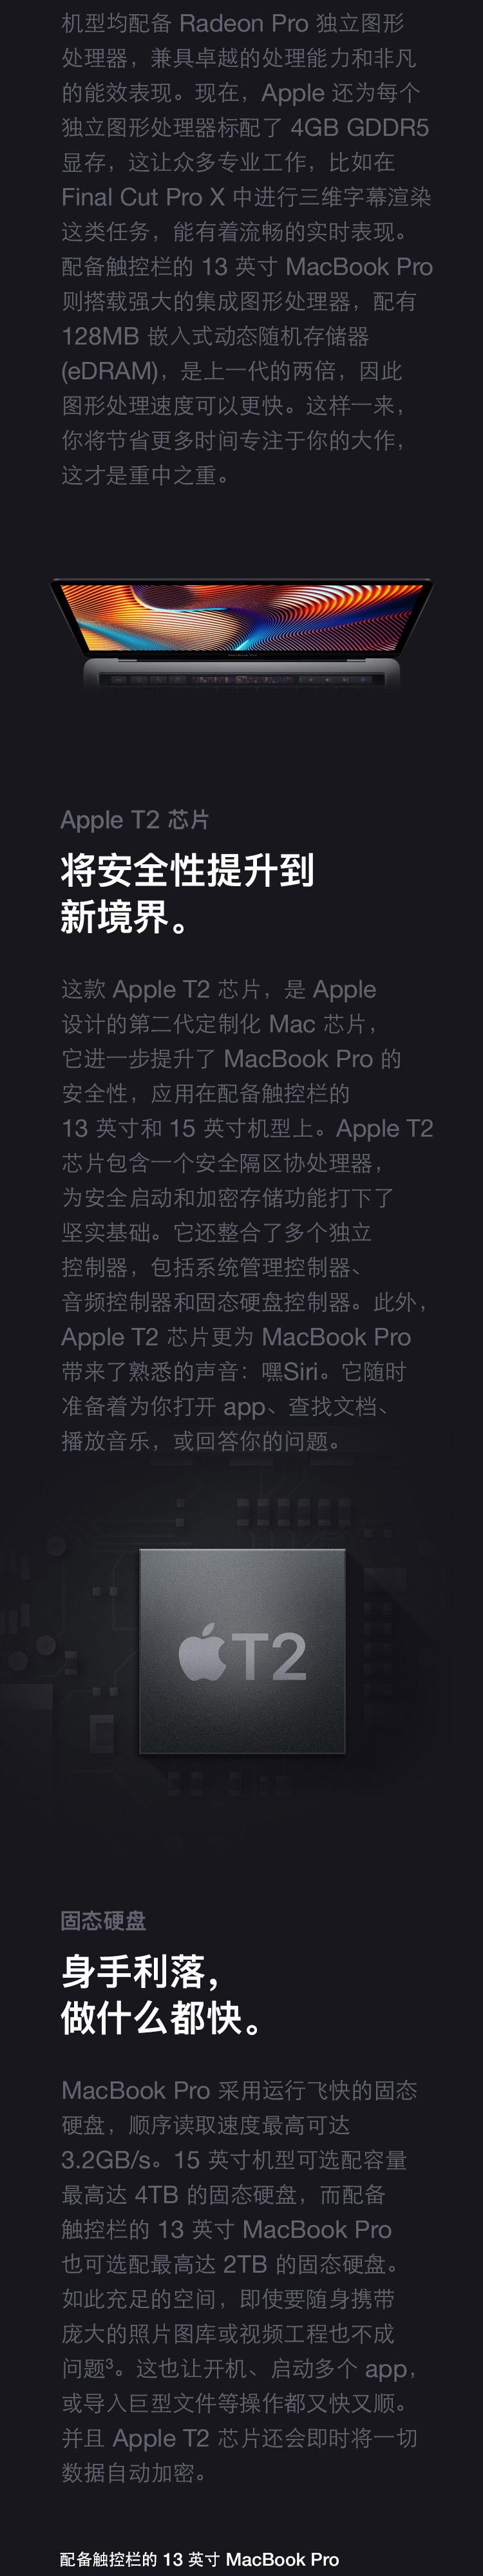 机型均配备 Radeon Pro 独立图形
处理器，兼具卓越的处理能力和非凡
的能效表现。现在，Apple 还为每个
独立图形处理器标配了 4GB GDDR5
显存，这让众多专业工作，比如在
Final Cut Pro X 中进行三维字幕渲染
这类任务，能有着流畅的实时表现。
配备触控栏的 13 英寸 MacBook Pro
则搭载强大的集成图形处理器，配有
128MB 嵌入式动态随机存储器
(eDRAM)，是上一代的两倍，因此
图形处理速度可以更快。这样一来，
你将节省更多时间专注于你的大作，
这才是重中之重。
Apple T2 芯片
将安全性提升到
新境界。
这款 Apple T2 芯片，是 Apple
设计的第二代定制化 Mac 芯片，
它进一步提升了 MacBook Pro 的
安全性，应用在配备触控栏的
13 英寸和 15 英寸机型上。Apple T2
芯片包含一个安全隔区协处理器，
为安全启动和加密存储功能打下了
坚实基础。它还整合了多个独立
控制器，包括系统管理控制器、
音频控制器和固态硬盘控制器。此外，
Apple T2 芯片更为 MacBook Pro
带来了熟悉的声音：嘿Siri。它随时
准备着为你打开 app、查找文档、
播放音乐，或回答你的问题。
T2
固态硬盘
身手利落，
做什么都快。
MacBook Pro 采用运行飞快的固态
硬盘，顺序读取速度最高可达
3.2GB/s。15 英寸机型可选配容量
最高达 4TB 的固态硬盘，而配备
触控栏的 13 英寸 MacBook Pro
也可选配最高达 2TB 的固态硬盘。
如此充足的空间，即使要随身携带
庞大的照片图库或视频工程也不成
问题³。这也让开机、启动多个 app，
或导入巨型文件等操作都又快又顺。
并且 Apple T2 芯片还会即时将一切
数据自动加密。
配备触控栏的 13 英寸 MacBook Pro